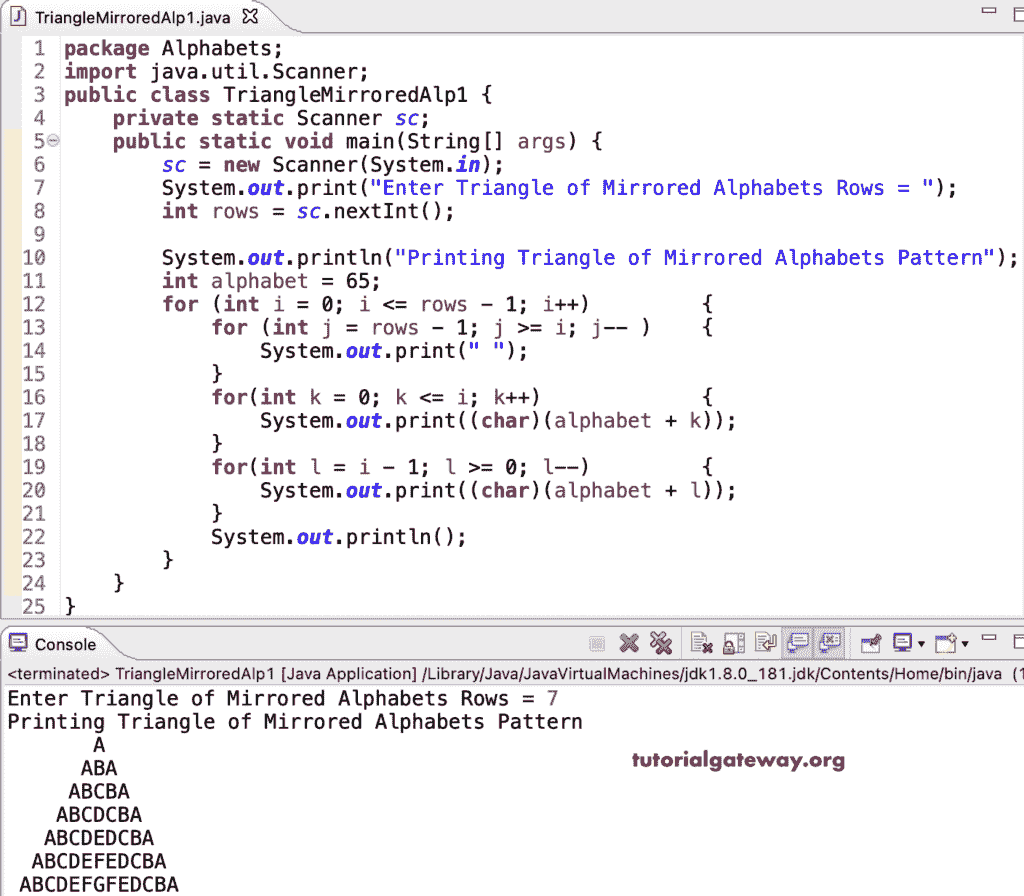 TriangleMirroredAlp1.java
1 package Alphabets;
2 import java.util.Scanner;
3 public class TriangleMirroredAlp1 {
4     private static Scanner sc;
5     public static void main(String[] args) {
6         sc = new Scanner(System.in);
7         System.out.print("Enter Triangle of Mirrored Alphabets Rows = ");
8         int rows = sc.nextInt();
9
10         System.out.println("Printing Triangle of Mirrored Alphabets Pattern");
11         int alphabet = 65;
12         for (int i = 0; i <= rows - 1; i++)         {
13             for (int j = rows - 1; j >= i; j-- )    {
14                 System.out.print(" ");
15             }
16             for(int k = 0; k <= i; k++)             {
17                 System.out.print((char)(alphabet + k));
18             }
19             for(int l = i - 1; l >= 0; l--)         {
20                 System.out.print((char)(alphabet + l));
21             }
22             System.out.println();
23         }
24     }
25 }
Console
<terminated> TriangleMirroredAlp1 [Java Application] /Library/Java/JavaVirtualMachines/jdk1.8.0_181.jdk/Contents/Home/bin/java (1
Enter Triangle of Mirrored Alphabets Rows = 7
Printing Triangle of Mirrored Alphabets Pattern
       A
      ABA
     ABCBA
    ABCDCBA
   ABCDEDCBA
  ABCDEFEDCBA
 ABCDEFGFEDCBA
tutorialgateway.org